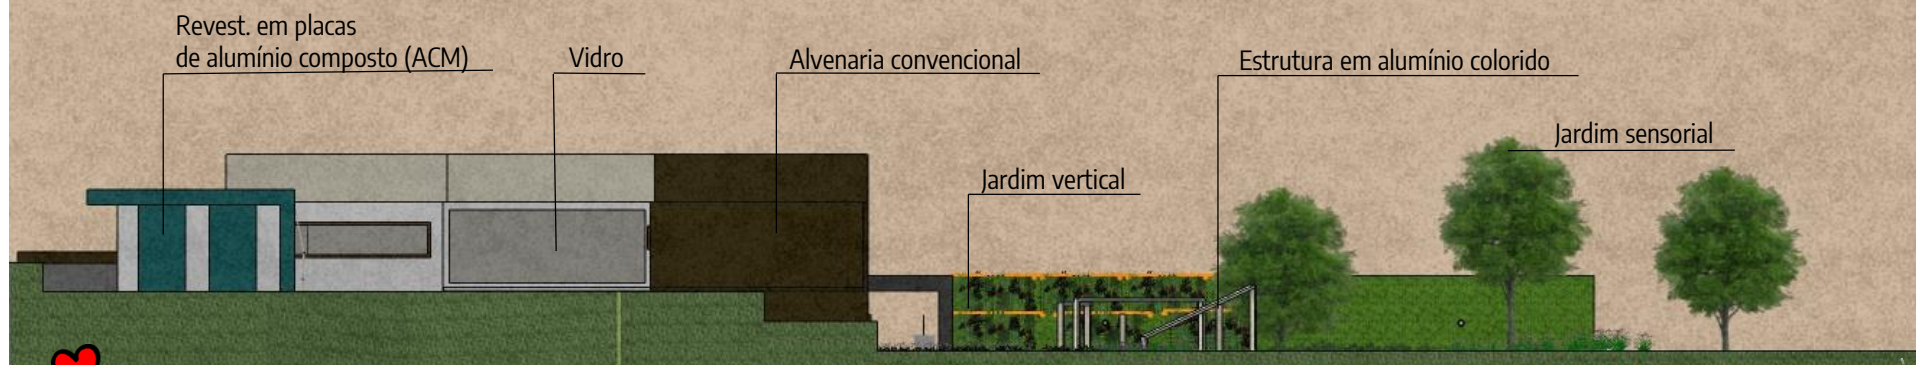 Revest. em placas
de alumínio composto (ACM)
Vidro
Alvenaria convencional
Estrutura em alumínio colorido
Jardim sensorial
Jardim vertical